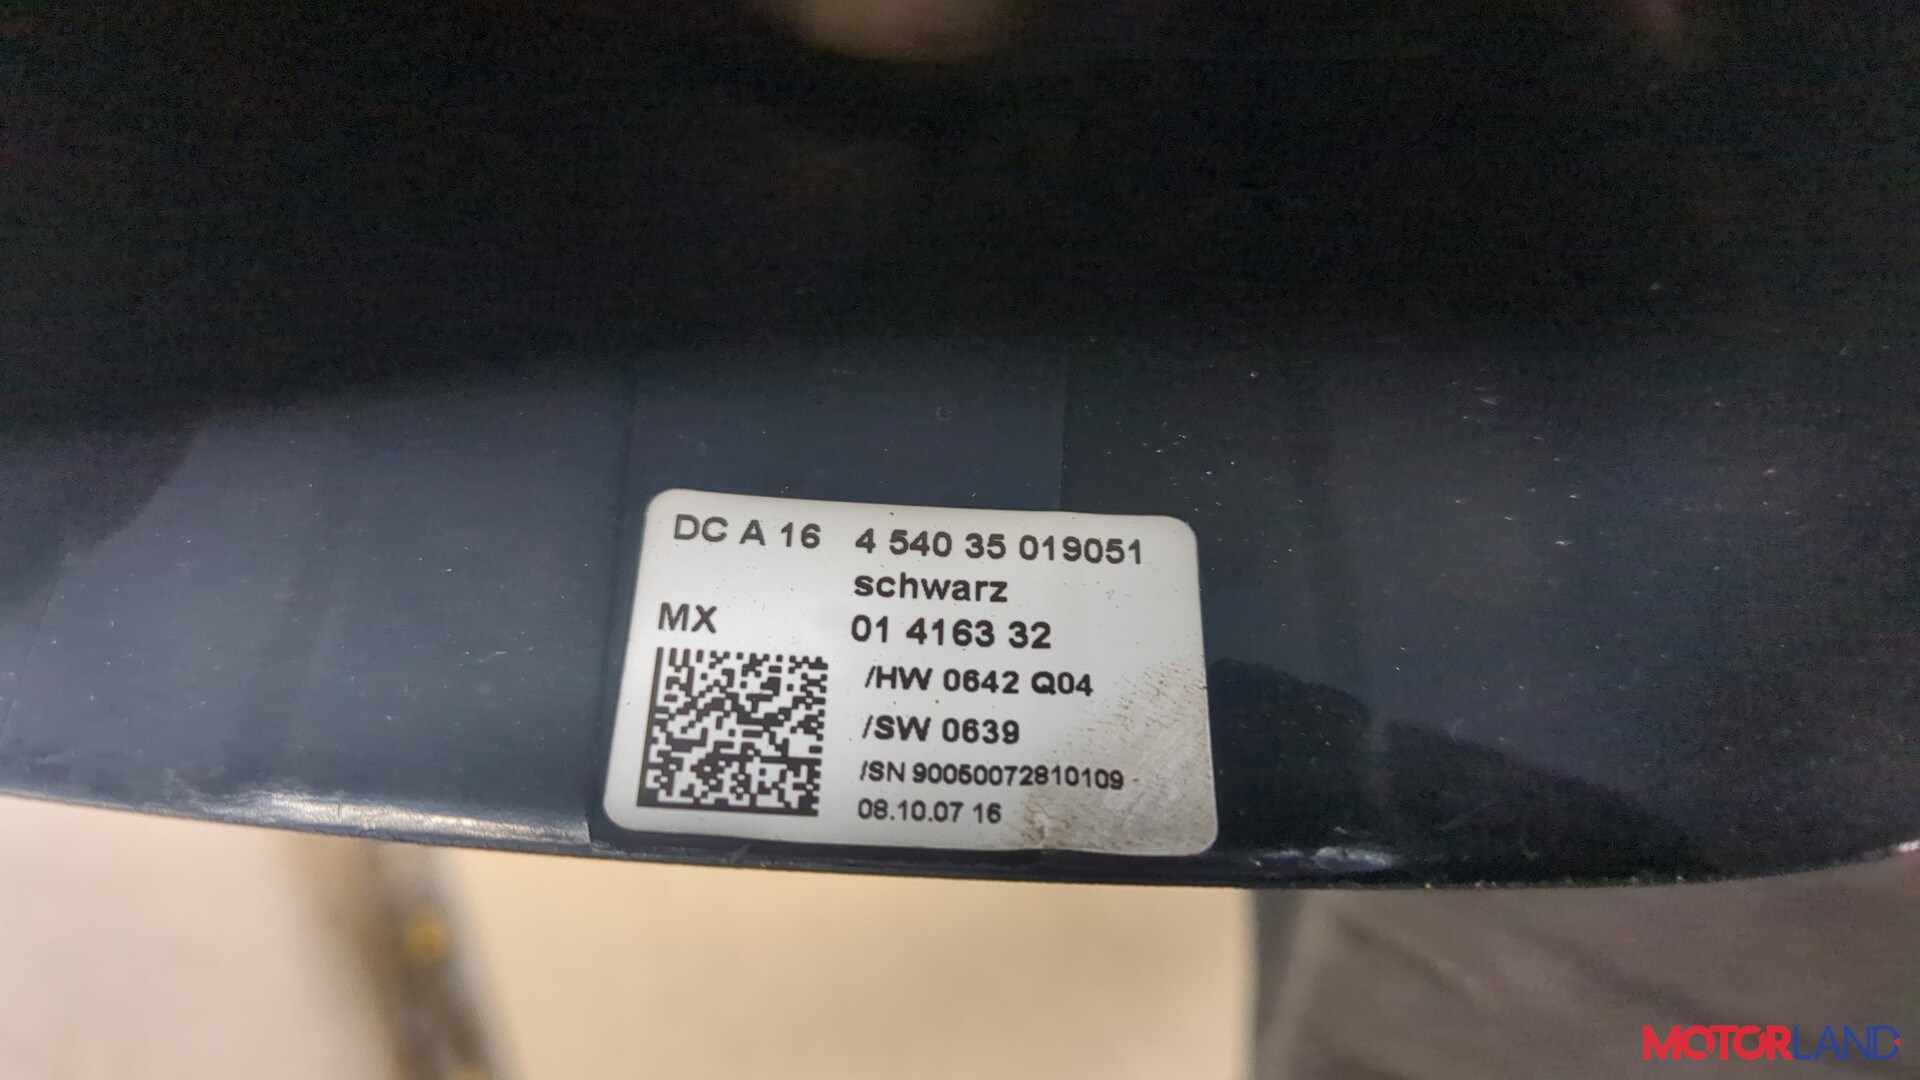 DC A 16 4 540 35 019051
schwarz
MX 01 4163 32
/HW 0642 Q04
/SW 0639
/SN 90050072810109
08.10.07 16
MOTORLAND